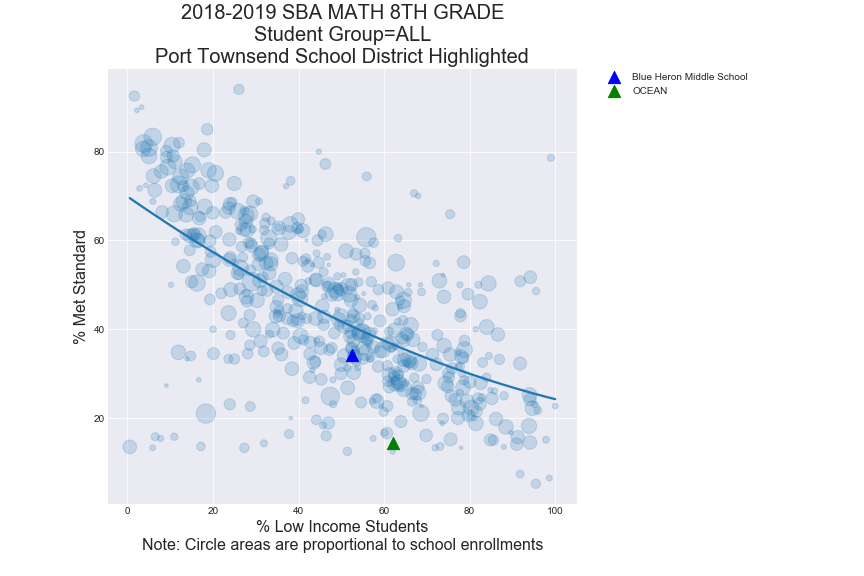 2018-2019 SBA MATH 8TH GRADE
Student Group=ALL
Port Townsend School District Highlighted
Blue Heron Middle School
OCEAN
% Met Standard
80
60
40
20
0
20
40
60
80
100
% Low Income Students
Note: Circle areas are proportional to school enrollments